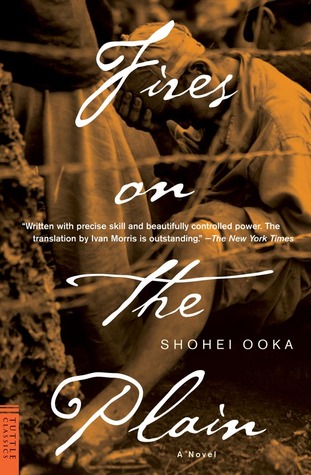 Fires
on
"Written with precise skill and beautifully controlled power. The
translation by Ivan Morris is outstanding." —The New York Times
The
SHOHEI OOKA
Plain
A Novel
TUTTLE
CLASSICS